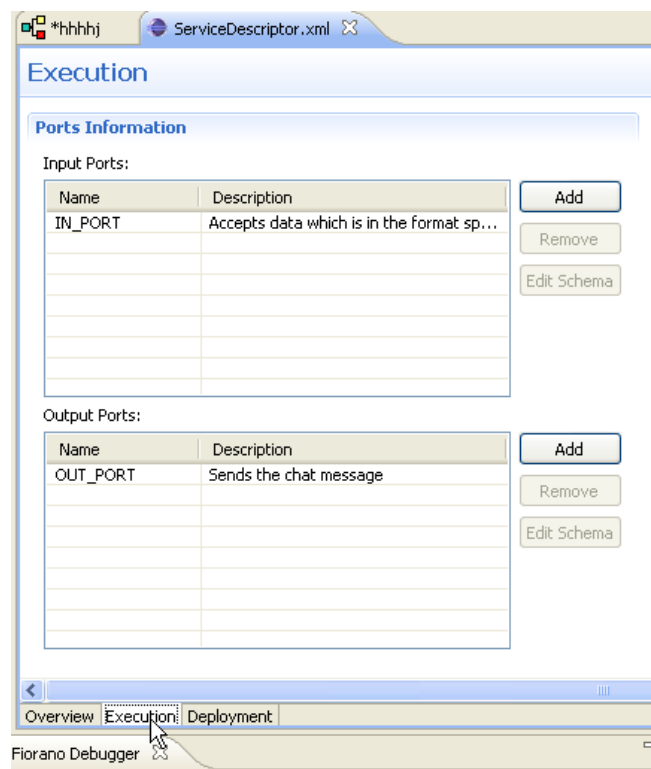 *hhhhj ServiceDescriptor.xml
Execution
Ports Information
Input Ports:
Name Description Add
IN_PORT Accepts data which is in the format sp...
Remove
Edit Schema
Output Ports:
Name Description Add
OUT_PORT Sends the chat message
Remove
Edit Schema
Overview Execution Deployment
Fiorano Debugger